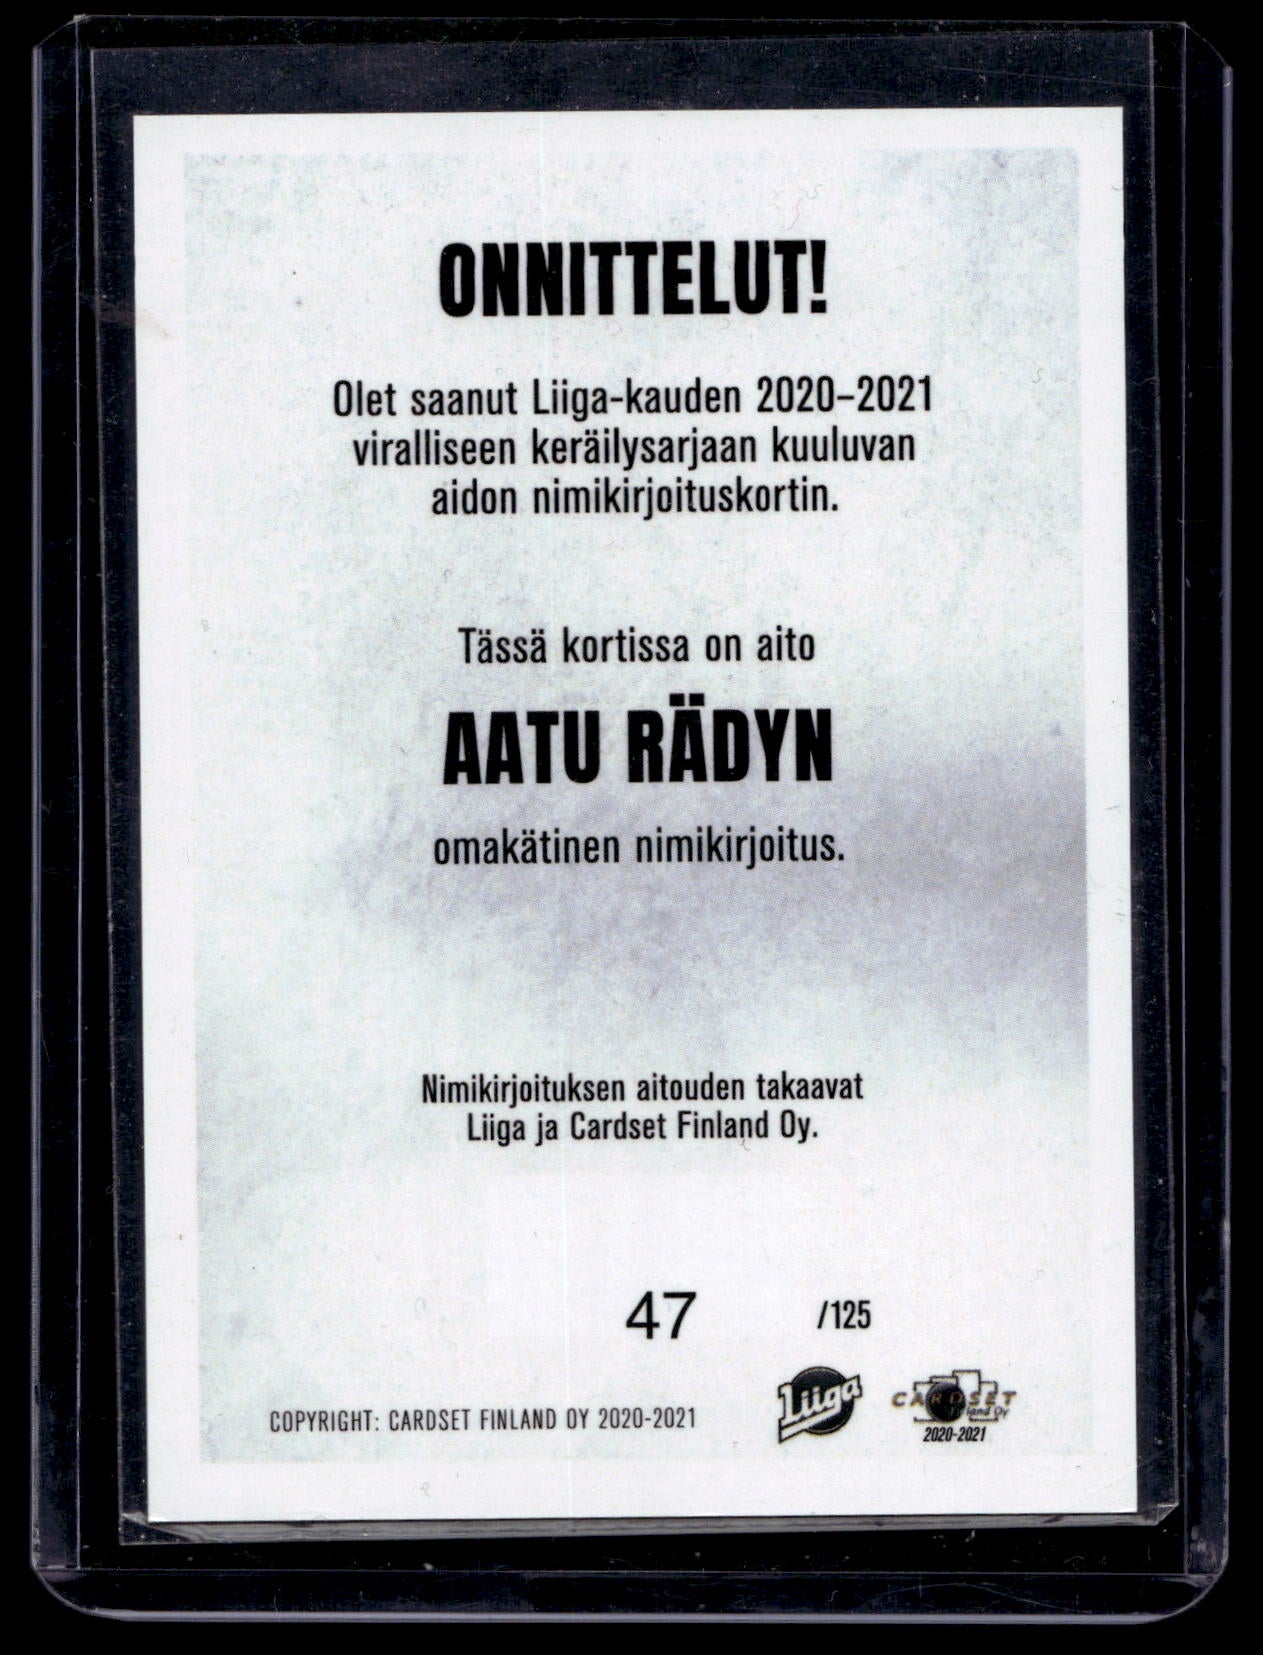 ONNITTELUT!
Olet saanut Liiga-kauden 2020–2021
viralliseen keräilysarjaan kuuluvan
aidon nimikirjoituskortin.
Tässä kortissa on aito
AATU RÄDYN
omakätinen nimikirjoitus.
Nimikirjoituksen aitouden takaavat
Liiga ja Cardset Finland Oy.
47 /125
COPYRIGHT: CARDSET FINLAND OY 2020-2021
Liiga
CARDSET
2020-2021